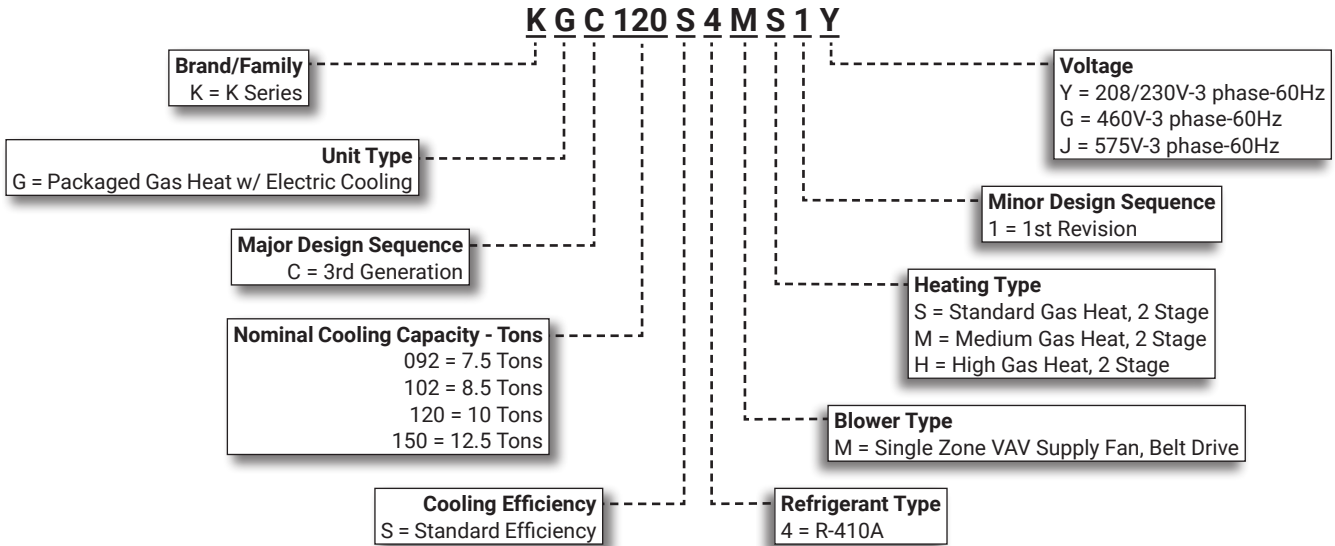 K G C 120 S 4 M S 1 Y
Brand/Family
K = K Series
Unit Type
G = Packaged Gas Heat w/ Electric Cooling
Major Design Sequence
C = 3rd Generation
Nominal Cooling Capacity - Tons
092 = 7.5 Tons
102 = 8.5 Tons
120 = 10 Tons
150 = 12.5 Tons
Cooling Efficiency
S = Standard Efficiency
Voltage
Y = 208/230V-3 phase-60Hz
G = 460V-3 phase-60Hz
J = 575V-3 phase-60Hz
Minor Design Sequence
1 = 1st Revision
Heating Type
S = Standard Gas Heat, 2 Stage
M = Medium Gas Heat, 2 Stage
H = High Gas Heat, 2 Stage
Blower Type
M = Single Zone VAV Supply Fan, Belt Drive
Refrigerant Type
4 = R-410A